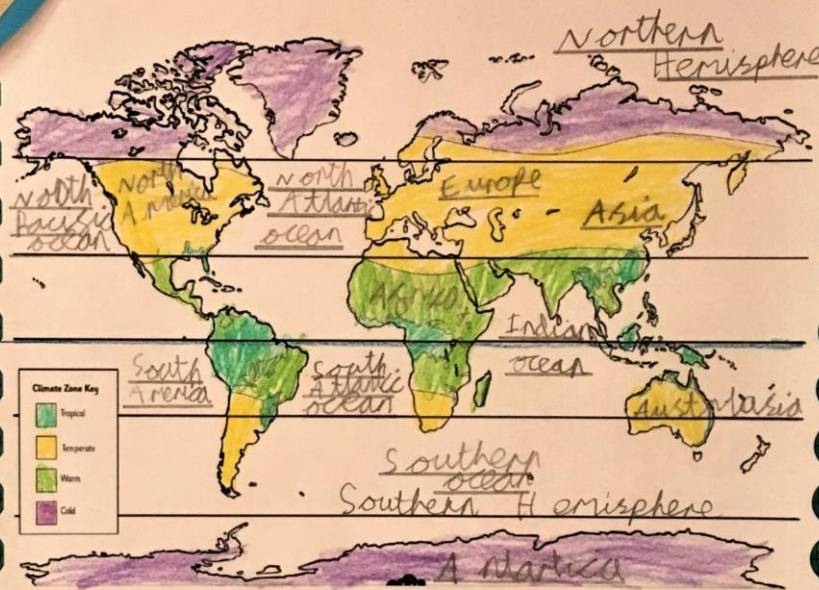 Northern
Hemisphere
North
Pacific
ocean
North
America
North
Atlantic
ocean
Europe
Asia
Africa
Indian
ocean
South
America
South
Atlantic
ocean
Australasia
Climate Zone Key
Tropical
Temperate
Warm
Cold
Southern
ocean
Southern Hemisphere
Antartica